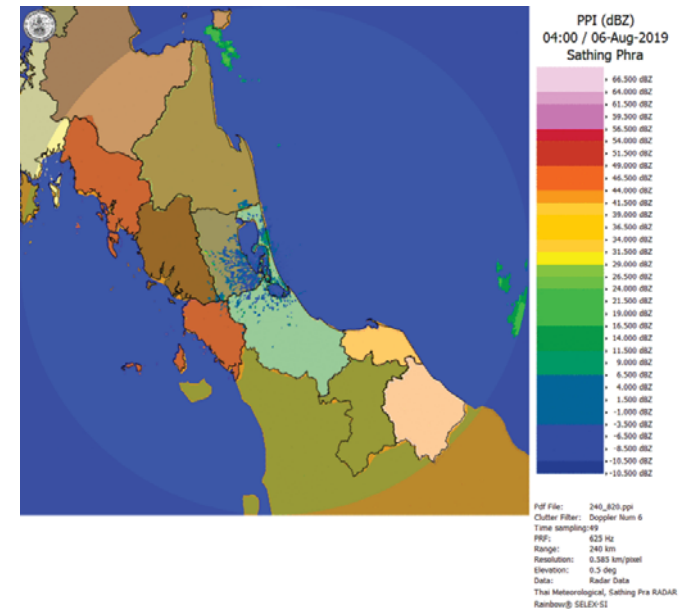 PPI (dBZ)
04:00 / 06-Aug-2019
Sathing Phra
66.500 dBZ
64.000 dBZ
61.500 dBZ
59.500 dBZ
56.500 dBZ
54.000 dBZ
51.500 dBZ
49.000 dBZ
46.500 dBZ
44.000 dBZ
41.500 dBZ
39.000 dBZ
36.500 dBZ
34.000 dBZ
31.500 dBZ
29.000 dBZ
26.500 dBZ
24.000 dBZ
21.500 dBZ
19.000 dBZ
16.500 dBZ
14.000 dBZ
11.500 dBZ
9.000 dBZ
6.500 dBZ
4.000 dBZ
1.500 dBZ
-1.000 dBZ
-3.500 dBZ
-6.500 dBZ
-8.500 dBZ
-10.500 dBZ
-10.500 dBZ
Pdf File: 240_820.ppi
Clutter Filter: Doppler Num 6
Time sampling:49
PRF: 625 Hz
Range: 240 km
Resolution: 0.585 km/pixel
Elevation: 0.5 deg
Data: Radar Data
Thai Meteorological, Sathing Pra RADAR
Rainbow® SELEX-SI